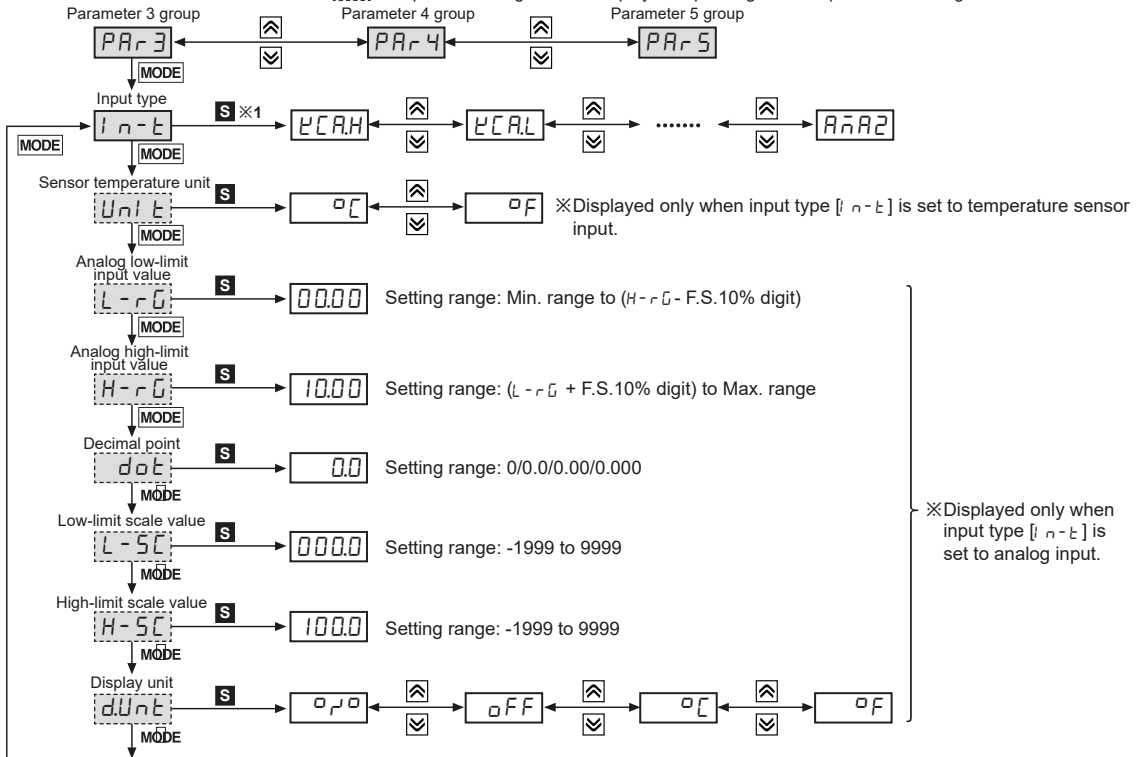 Parameter 3 group Parameter 4 group Parameter 5 group
PAr3 PAr4 PAr5
MODE
Input type
In-t S ※1 KCA.H KCA.L ······· AMA2
MODE MODE
Sensor temperature unit
UnIt S °C °F ※Displayed only when input type [In-t] is set to temperature sensor
input.
MODE
Analog low-limit
input value
L-rG S 00.00 Setting range: Min. range to (H-rG- F.S.10% digit)
MODE
Analog high-limit
input value
H-rG S 10.00 Setting range: (L-rG + F.S.10% digit) to Max. range
MODE
Decimal point
dot S 0.0 Setting range: 0/0.0/0.00/0.000
MODE
Low-limit scale value
L-SC S 000.0 Setting range: -1999 to 9999
MODE
High-limit scale value
H-SC S 100.0 Setting range: -1999 to 9999
MODE
※Displayed only when
input type [In-t] is
set to analog input.
Display unit
d.Unt S °/° oFF °C °F
MODE